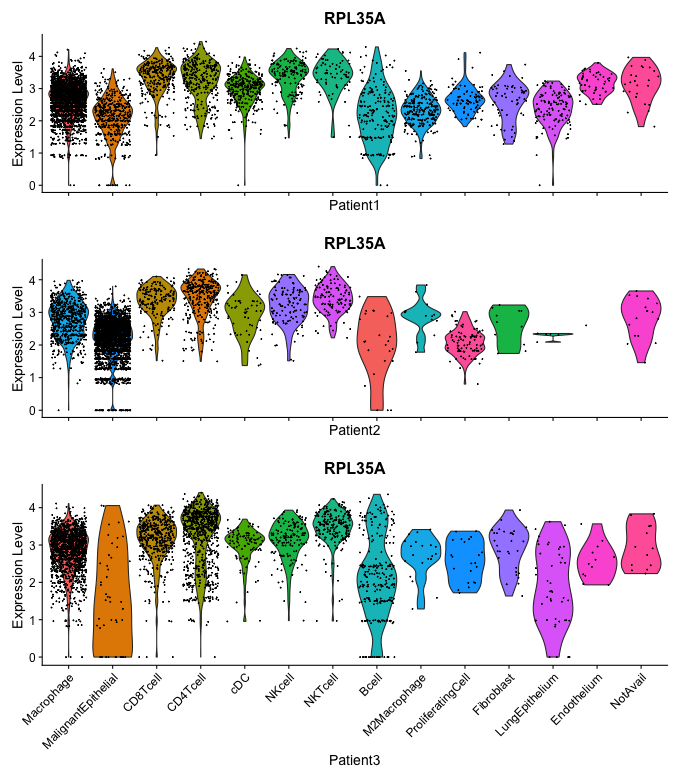 RPL35A
Expression Level
4
3
2
1
0
Patient1
RPL35A
Expression Level
4
3
2
1
0
Patient2
RPL35A
Expression Level
4
3
2
1
0
Macrophage
MalignantEpithelial
CD8Tcell
CD4Tcell
cDC
NKcell
NKTcell
Bcell
M2Macrophage
ProliferatingCell
Fibroblast
LungEpithelium
Endothelium
NotAvail
Patient3